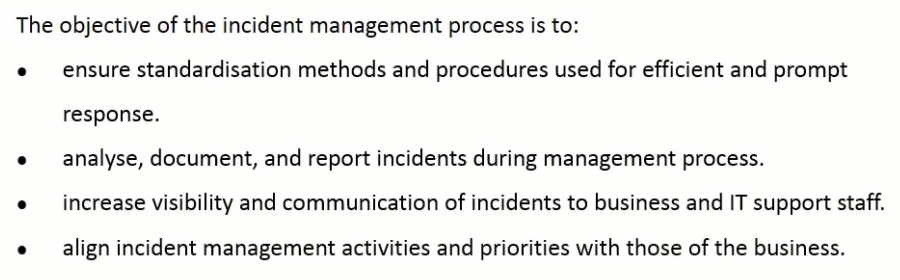 The objective of the incident management process is to:
• ensure standardisation methods and procedures used for efficient and prompt
response.
• analyse, document, and report incidents during management process.
• increase visibility and communication of incidents to business and IT support staff.
• align incident management activities and priorities with those of the business.